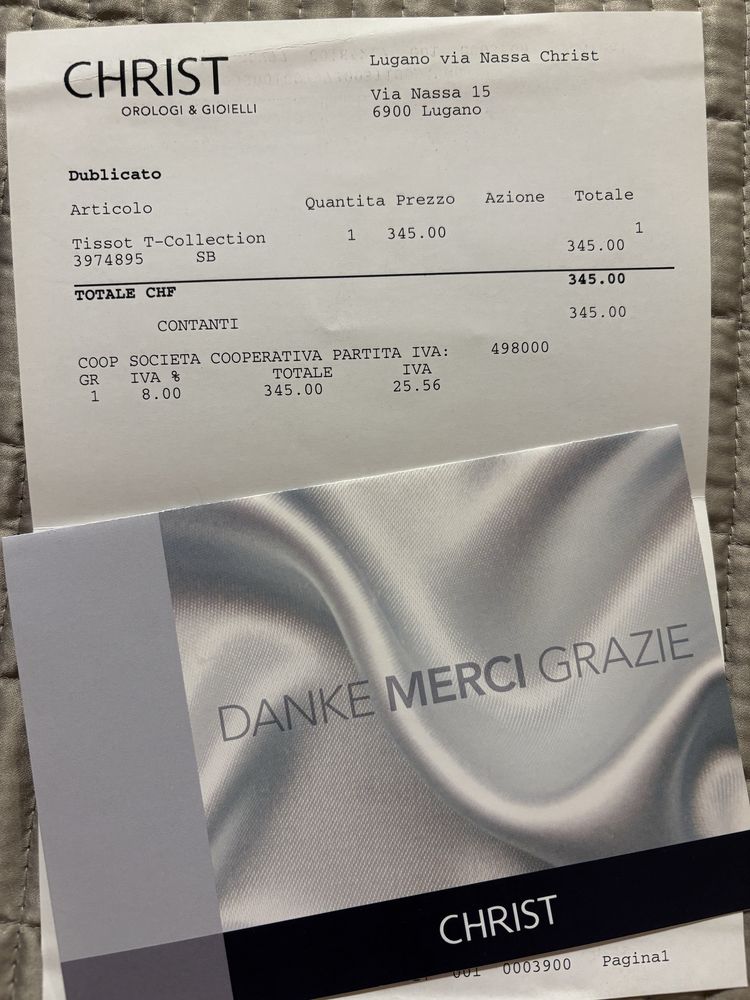 CHRIST
OROLOGI & GIOIELLI
Lugano via Nassa Christ
Via Nassa 15
6900 Lugano
Dublicato
Articolo Quantita Prezzo Azione Totale
Tissot T-Collection 1 345.00 1
3974895 SB 345.00
TOTALE CHF 345.00
CONTANTI 345.00
COOP SOCIETA COOPERATIVA PARTITA IVA: 498000
GR IVA % TOTALE IVA
1 8.00 345.00 25.56
DANKE MERCI GRAZIE
CHRIST
001 0003900 Pagina1